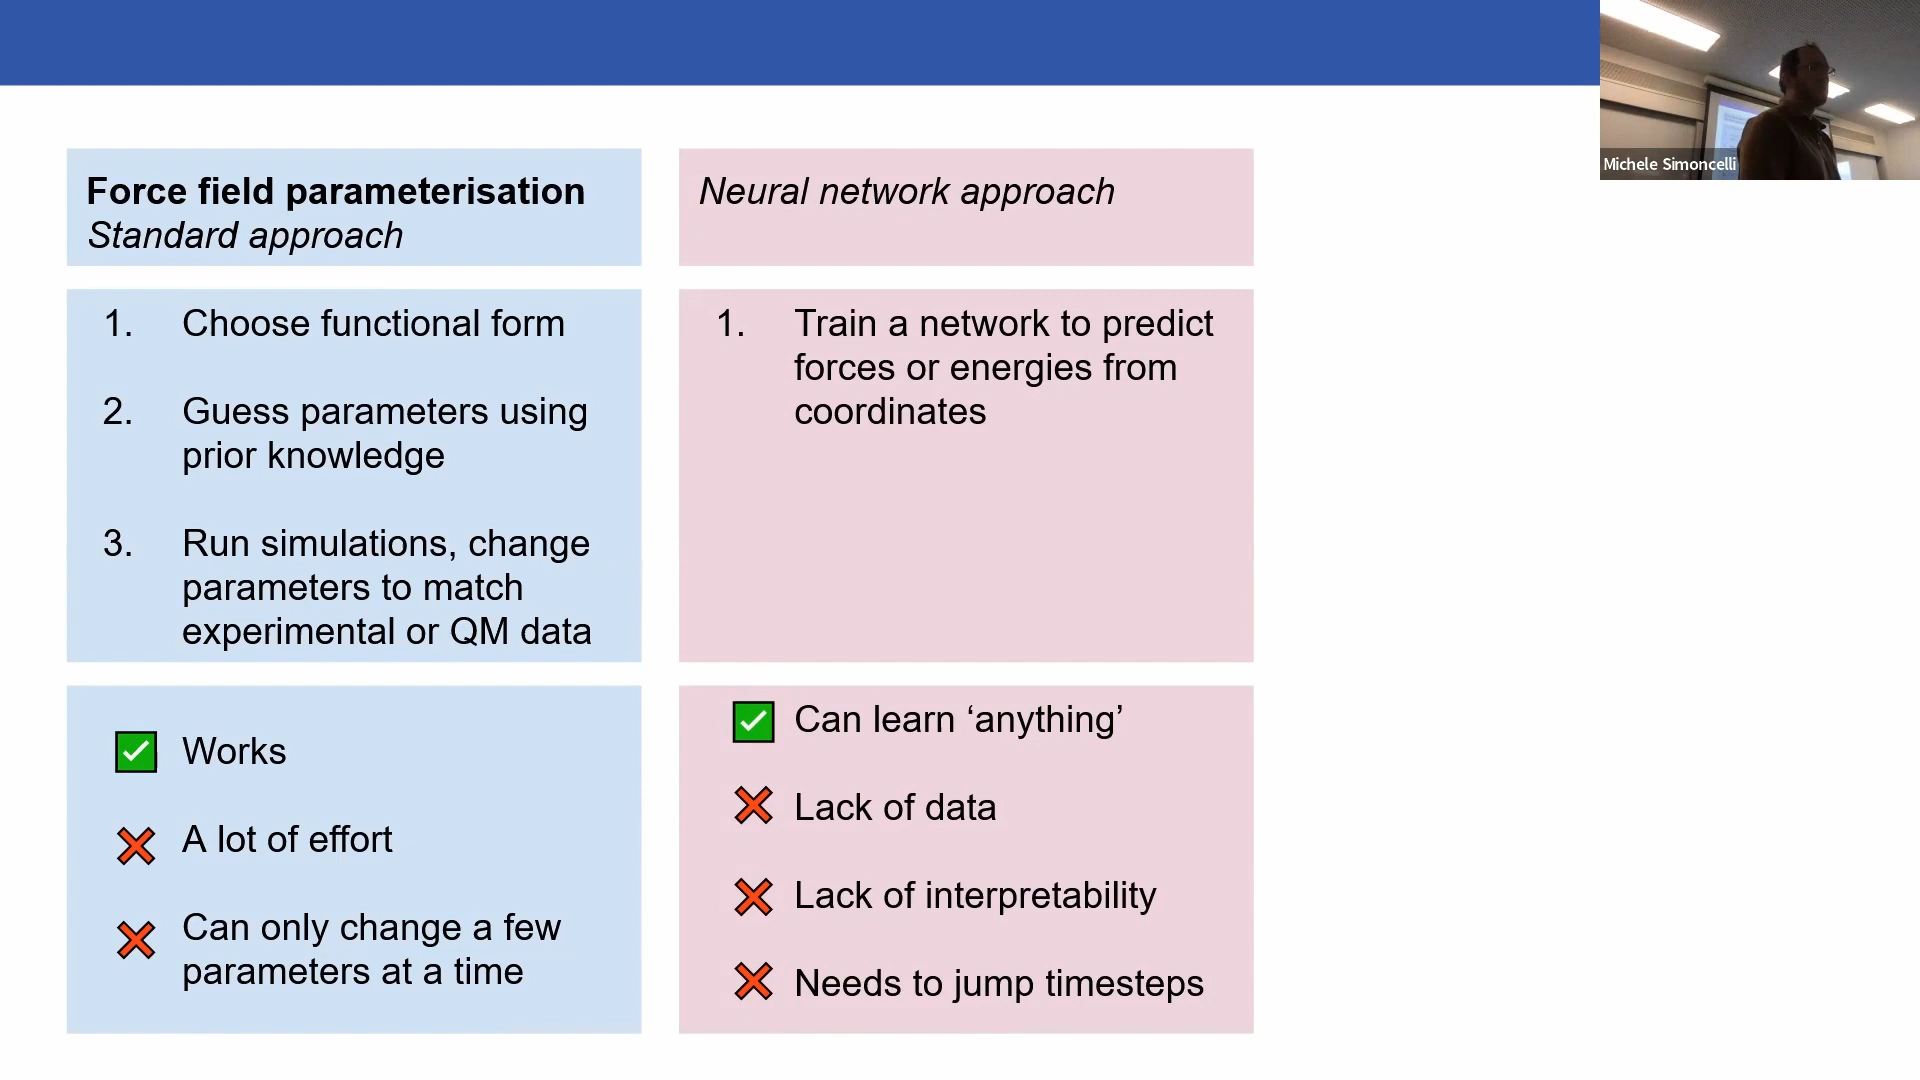 Force field parameterisation
Standard approach
1. Choose functional form
2. Guess parameters using
prior knowledge
3. Run simulations, change
parameters to match
experimental or QM data
Works
A lot of effort
Can only change a few
parameters at a time
Neural network approach
1. Train a network to predict
forces or energies from
coordinates
Can learn ‘anything’
Lack of data
Lack of interpretability
Needs to jump timesteps
Michele Simoncelli